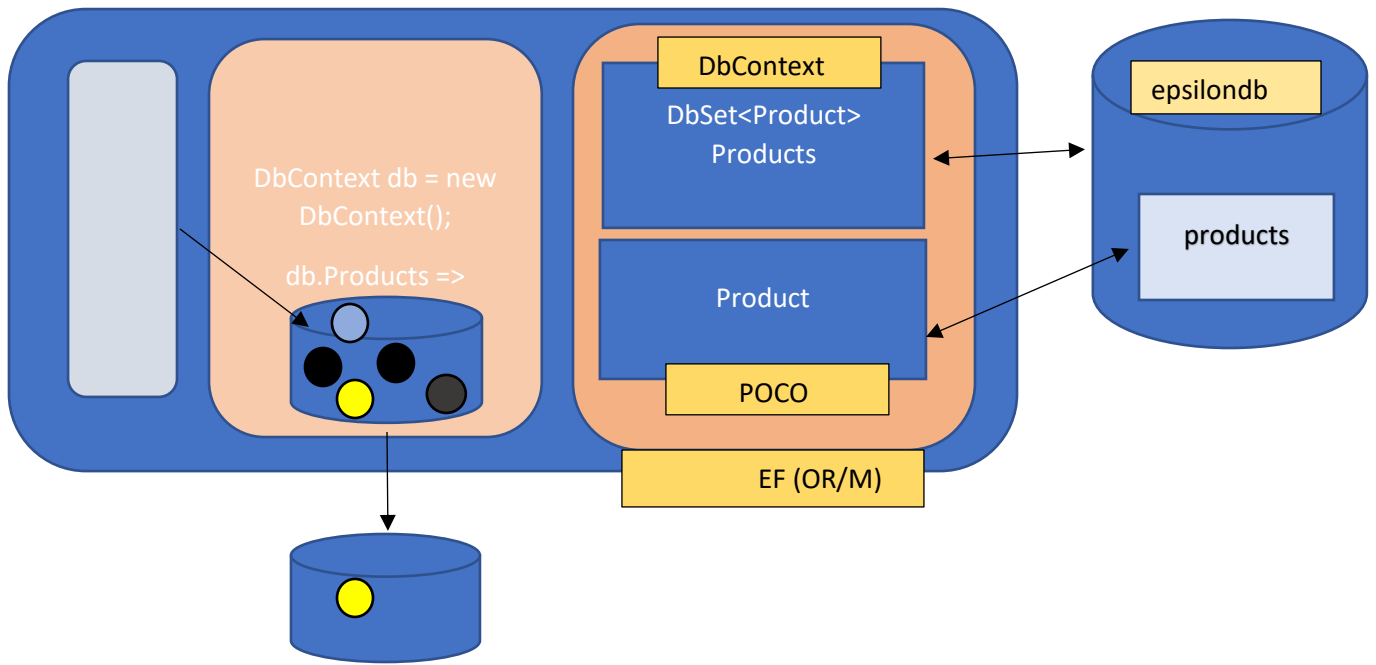 DbContext db = new
DbContext();
db.Products =>
DbContext
DbSet<Product>
Products
Product
POCO
EF (OR/M)
epsilondb
products